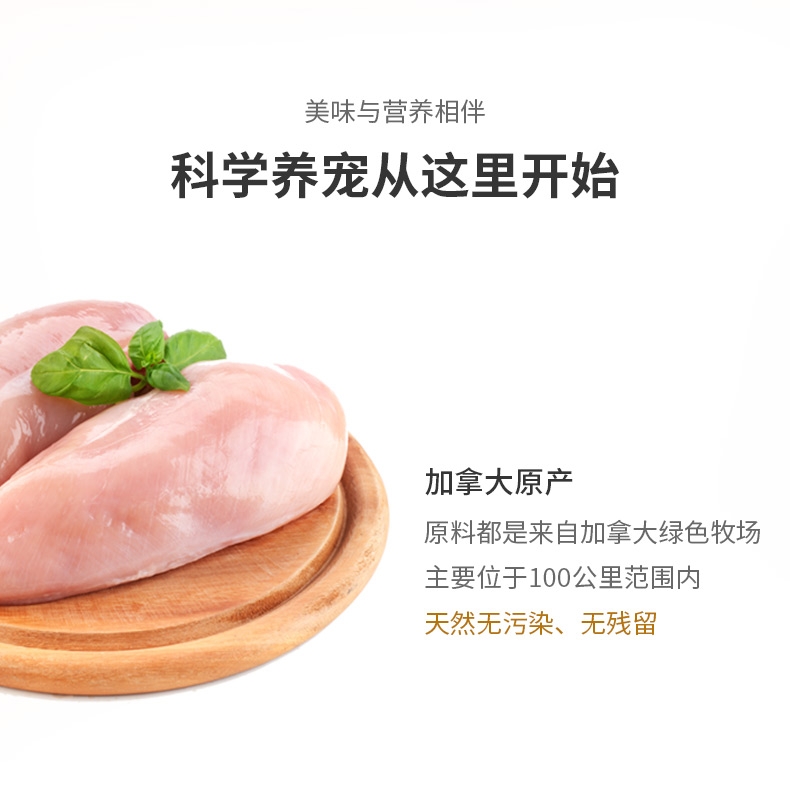 美味与营养相伴
科学养宠从这里开始
加拿大原产
原料都是来自加拿大绿色牧场
主要位于100公里范围内
天然无污染、无残留